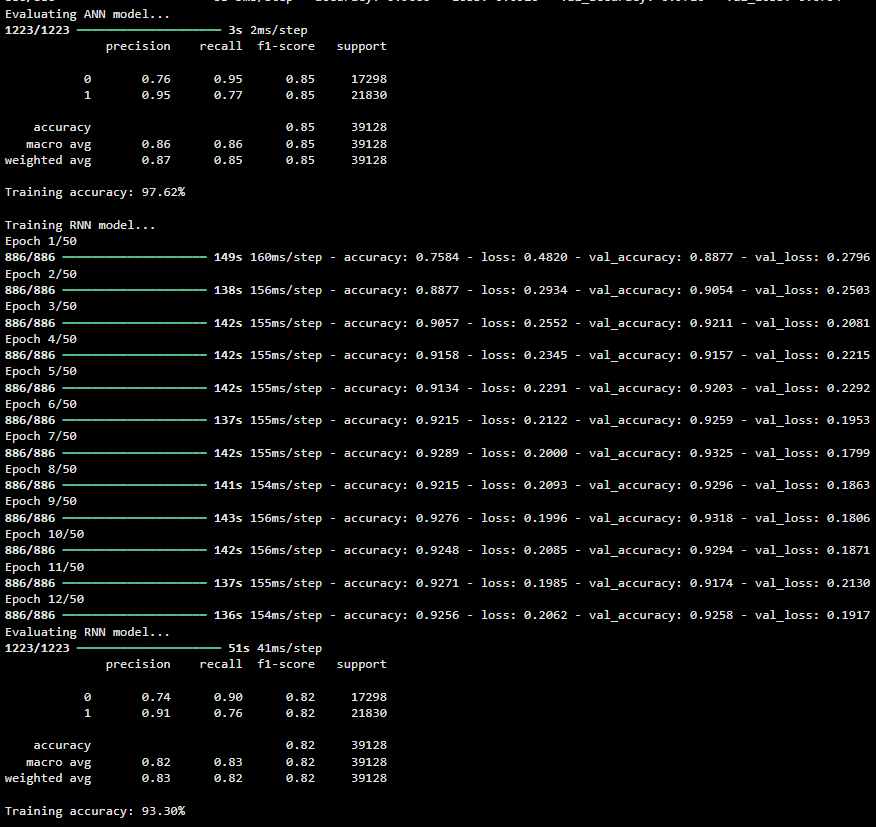 Evaluating ANN model...
1223/1223 ━━━━━━━━━━━━━━━━━━━━ 3s 2ms/step
precision recall f1-score support
0 0.76 0.95 0.85 17298
1 0.95 0.77 0.85 21830
accuracy 0.85 39128
macro avg 0.86 0.86 0.85 39128
weighted avg 0.87 0.85 0.85 39128
Training accuracy: 97.62%
Training RNN model...
Epoch 1/50
886/886 ━━━━━━━━━━━━━━━━━━━━ 149s 160ms/step - accuracy: 0.7584 - loss: 0.4820 - val_accuracy: 0.8877 - val_loss: 0.2796
Epoch 2/50
886/886 ━━━━━━━━━━━━━━━━━━━━ 138s 156ms/step - accuracy: 0.8877 - loss: 0.2934 - val_accuracy: 0.9054 - val_loss: 0.2503
Epoch 3/50
886/886 ━━━━━━━━━━━━━━━━━━━━ 142s 155ms/step - accuracy: 0.9057 - loss: 0.2552 - val_accuracy: 0.9211 - val_loss: 0.2081
Epoch 4/50
886/886 ━━━━━━━━━━━━━━━━━━━━ 142s 155ms/step - accuracy: 0.9158 - loss: 0.2345 - val_accuracy: 0.9157 - val_loss: 0.2215
Epoch 5/50
886/886 ━━━━━━━━━━━━━━━━━━━━ 142s 155ms/step - accuracy: 0.9134 - loss: 0.2291 - val_accuracy: 0.9203 - val_loss: 0.2292
Epoch 6/50
886/886 ━━━━━━━━━━━━━━━━━━━━ 137s 155ms/step - accuracy: 0.9215 - loss: 0.2122 - val_accuracy: 0.9259 - val_loss: 0.1953
Epoch 7/50
886/886 ━━━━━━━━━━━━━━━━━━━━ 142s 155ms/step - accuracy: 0.9289 - loss: 0.2000 - val_accuracy: 0.9325 - val_loss: 0.1799
Epoch 8/50
886/886 ━━━━━━━━━━━━━━━━━━━━ 141s 154ms/step - accuracy: 0.9215 - loss: 0.2093 - val_accuracy: 0.9296 - val_loss: 0.1863
Epoch 9/50
886/886 ━━━━━━━━━━━━━━━━━━━━ 143s 156ms/step - accuracy: 0.9276 - loss: 0.1996 - val_accuracy: 0.9318 - val_loss: 0.1806
Epoch 10/50
886/886 ━━━━━━━━━━━━━━━━━━━━ 142s 156ms/step - accuracy: 0.9248 - loss: 0.2085 - val_accuracy: 0.9294 - val_loss: 0.1871
Epoch 11/50
886/886 ━━━━━━━━━━━━━━━━━━━━ 137s 155ms/step - accuracy: 0.9271 - loss: 0.1985 - val_accuracy: 0.9174 - val_loss: 0.2130
Epoch 12/50
886/886 ━━━━━━━━━━━━━━━━━━━━ 136s 154ms/step - accuracy: 0.9256 - loss: 0.2062 - val_accuracy: 0.9258 - val_loss: 0.1917
Evaluating RNN model...
1223/1223 ━━━━━━━━━━━━━━━━━━━━ 51s 41ms/step
precision recall f1-score support
0 0.74 0.90 0.82 17298
1 0.91 0.76 0.82 21830
accuracy 0.82 39128
macro avg 0.82 0.83 0.82 39128
weighted avg 0.83 0.82 0.82 39128
Training accuracy: 93.30%